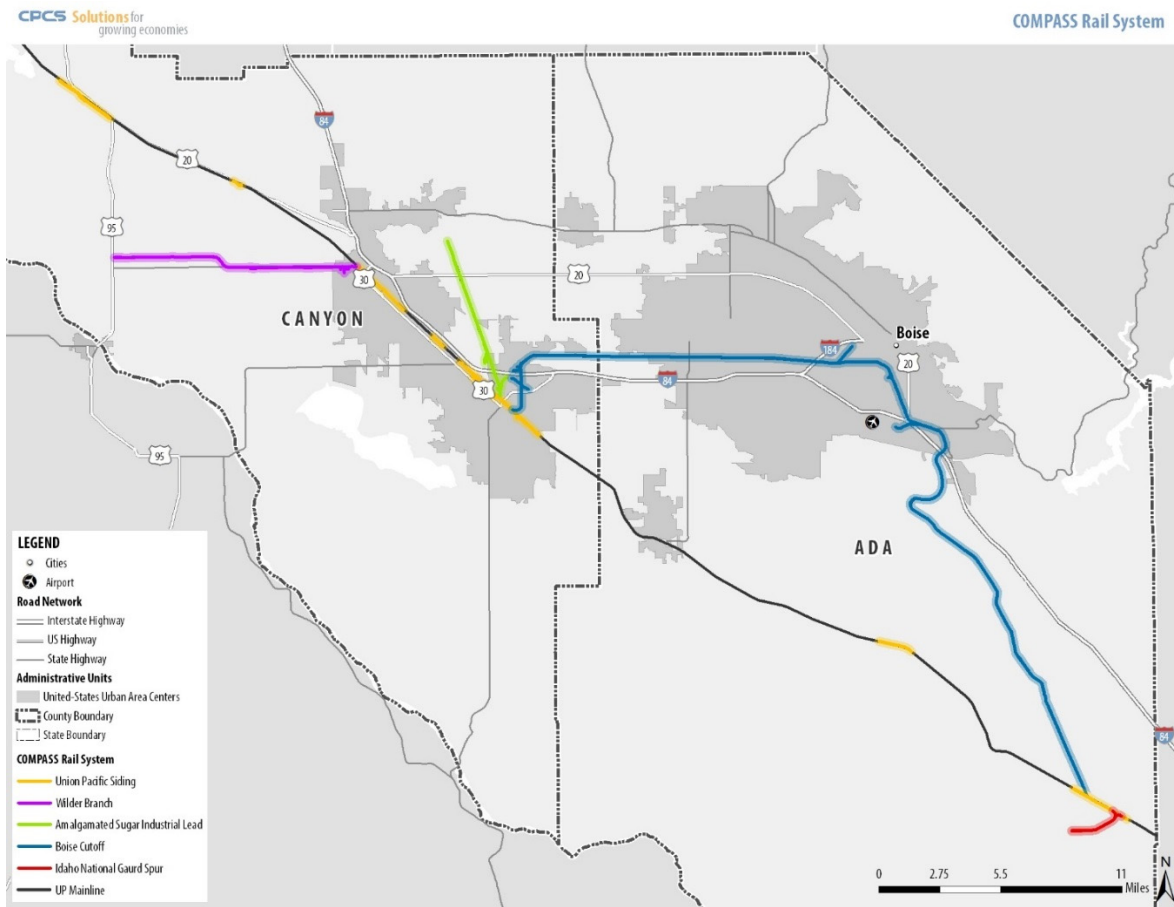 CPCS Solutions for
growing economies
COMPASS Rail System
84
20
95
30
20
CANYON
Boise
184
20
30
84
95
ADA
84
LEGEND
Cities
Airport
Road Network
Interstate Highway
US Highway
State Highway
Administrative Units
United-States Urban Area Centers
County Boundary
State Boundary
COMPASS Rail System
Union Pacific Siding
Wilder Branch
Amalgamated Sugar Industrial Lead
Boise Cutoff
Idaho National Gaurd Spur
UP Mainline
0 2.75 5.5 11
Miles
N